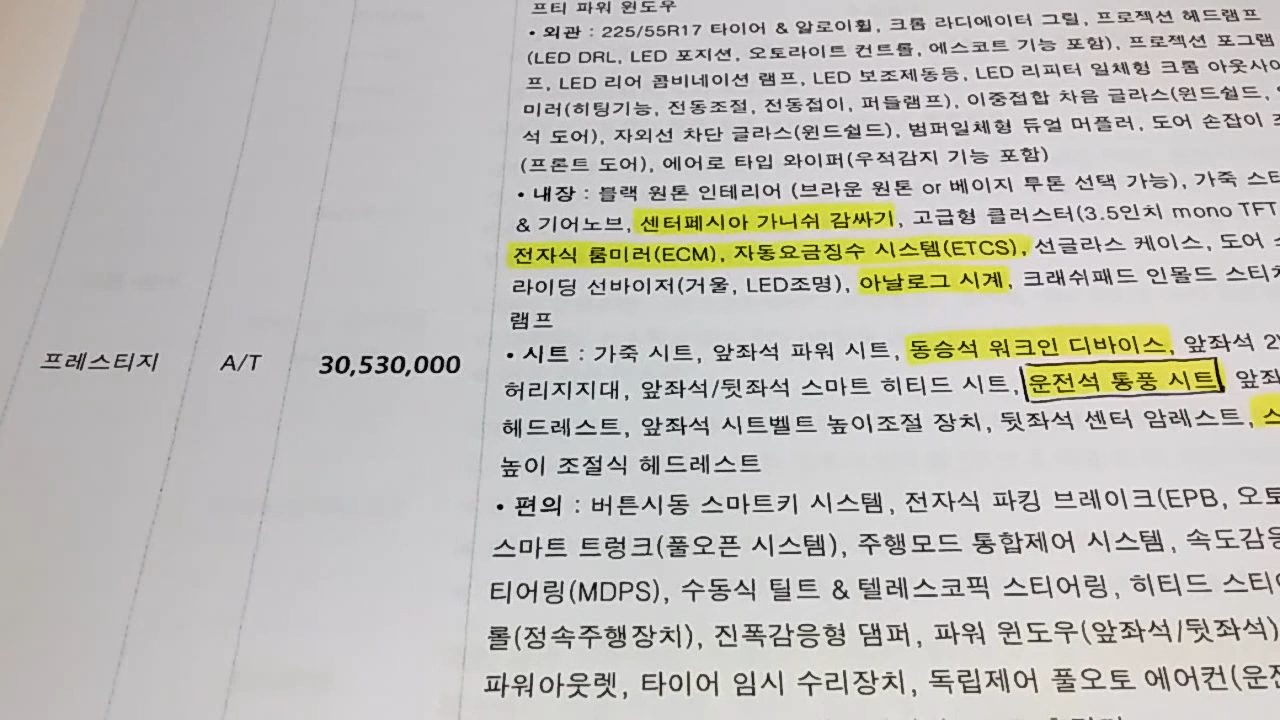 프티 파워 윈도우
• 외관 : 225/55R17 타이어 & 알로이휠, 크롬 라디에이터 그릴, 프로젝션 헤드램프
(LED DRL, LED 포지션, 오토라이트 컨트롤, 에스코트 기능 포함), 프로젝션 포그램
프, LED 리어 콤비네이션 램프, LED 보조제동등, LED 리피터 일체형 크롬 아웃사이
미러(히팅기능, 전동조절, 전동접이, 퍼들램프), 이중접합 차음 글라스(윈드쉴드,
석 도어), 자외선 차단 글라스(윈드쉴드), 범퍼일체형 듀얼 머플러, 도어 손잡이
(프론트 도어), 에어로 타입 와이퍼(우적감지 기능 포함)
• 내장 : 블랙 원톤 인테리어 (브라운 원톤 or 베이지 투톤 선택 가능), 가죽 스티
& 기어노브, 센터페시아 가니쉬 감싸기, 고급형 클러스터(3.5인치 mono TFT
전자식 룸미러(ECM), 자동요금징수 시스템(ETCS), 선글라스 케이스, 도어
라이딩 선바이저(거울, LED조명), 아날로그 시계, 크래쉬패드 인몰드 스티치
램프
프레스티지 A/T 30,530,000
• 시트 : 가죽 시트, 앞좌석 파워 시트, 동승석 워크인 디바이스, 앞좌석
허리지지대, 앞좌석/뒷좌석 스마트 히티드 시트, 운전석 통풍 시트, 앞좌
헤드레스트, 앞좌석 시트벨트 높이조절 장치, 뒷좌석 센터 암레스트, 스
높이 조절식 헤드레스트
• 편의 : 버튼시동 스마트키 시스템, 전자식 파킹 브레이크(EPB, 오토
스마트 트렁크(풀오픈 시스템), 주행모드 통합제어 시스템, 속도감응
티어링(MDPS), 수동식 틸트 & 텔레스코픽 스티어링, 히티드 스티
롤(정속주행장치), 진폭감응형 댐퍼, 파워 윈도우(앞좌석/뒷좌석)
파워아웃렛, 타이어 임시 수리장치, 독립제어 풀오토 에어컨(운전